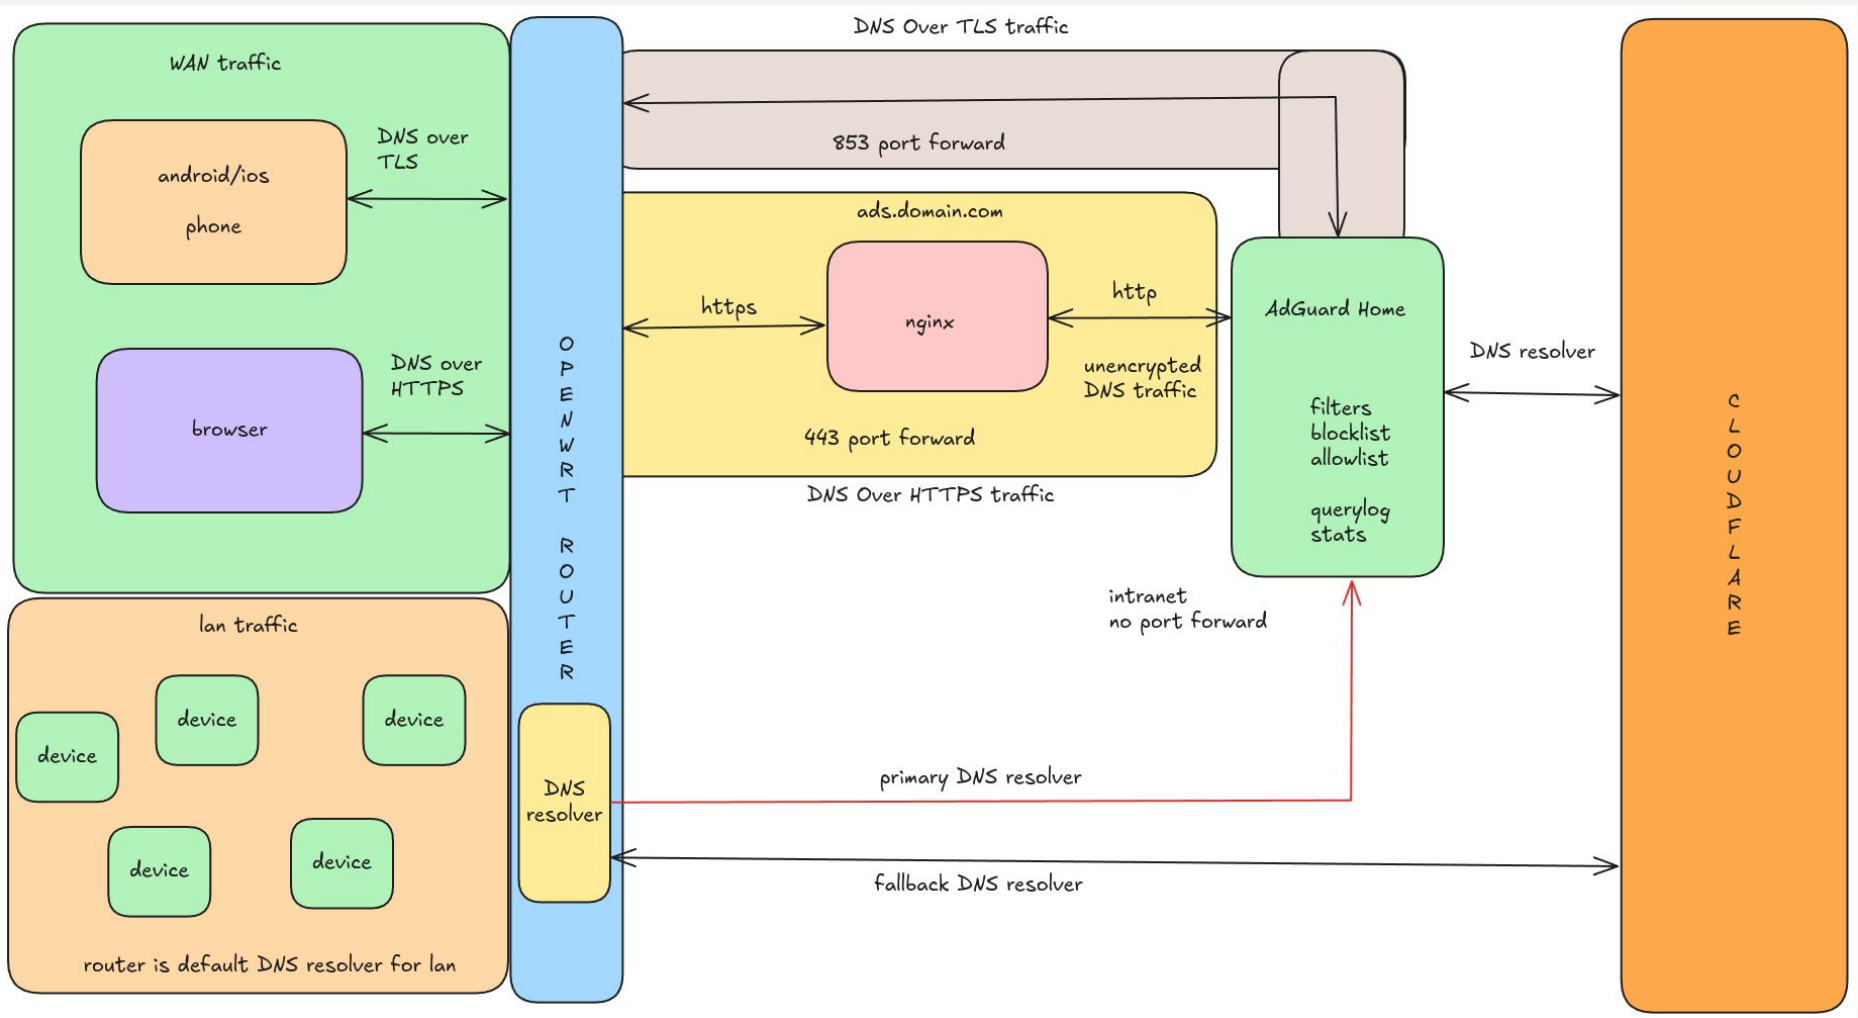 DNS Over TLS traffic
WAN traffic
DNS over
TLS
android/ios
phone
853 port forward
ads.domain.com
https
nginx
http
unencrypted
DNS traffic
443 port forward
DNS Over HTTPS traffic
DNS over
HTTPS
browser
OPENWRT ROUTER
AdGuard Home
filters
blocklist
allowlist
querylog
stats
DNS resolver
CLOUDFLARE
intranet
no port forward
lan traffic
device
device
device
device
device
router is default DNS resolver for lan
DNS
resolver
primary DNS resolver
fallback DNS resolver